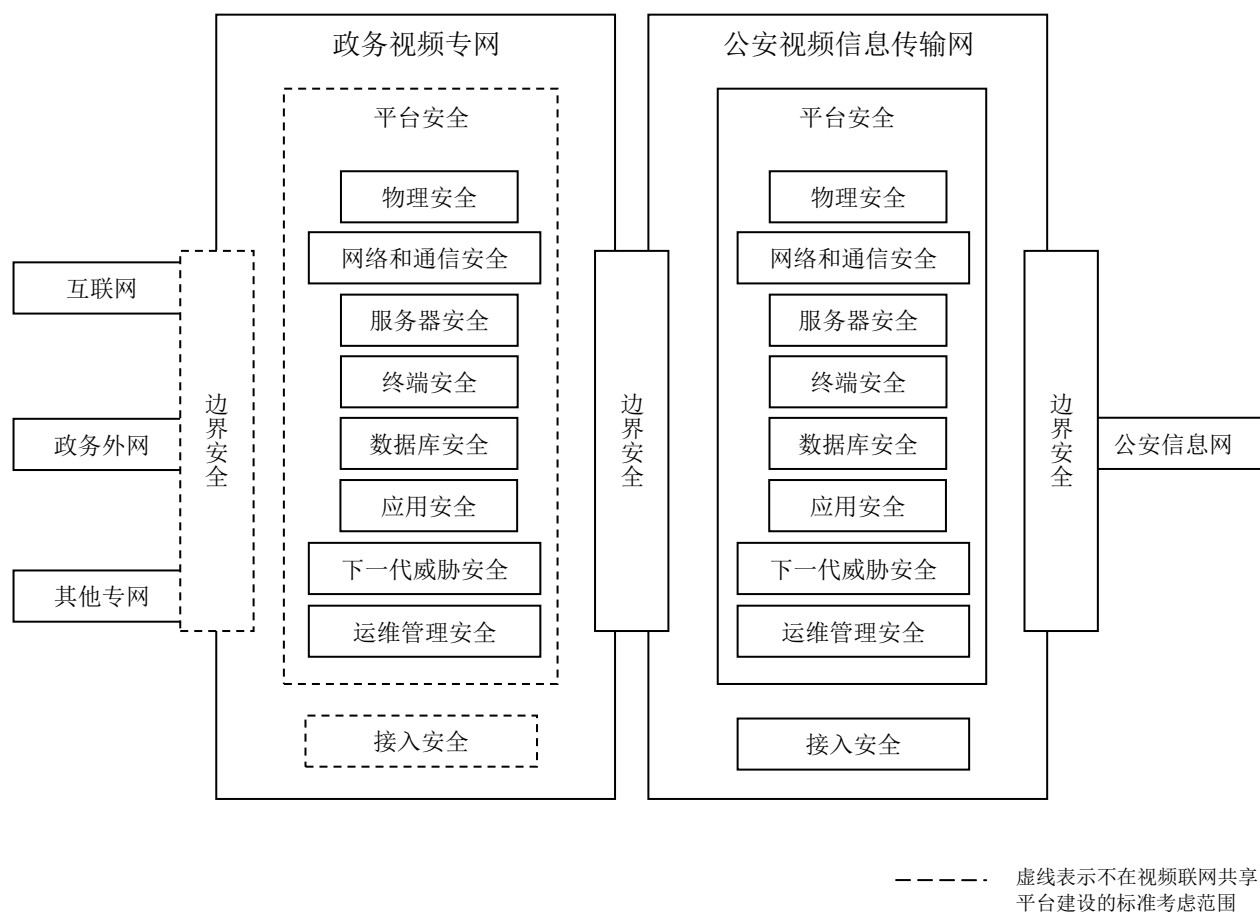 政务视频专网
平台安全
物理安全
网络和通信安全
服务器安全
终端安全
数据库安全
应用安全
下一代威胁安全
运维管理安全
接入安全
互联网
政务外网
其他专网
边界安全
边界安全
公安视频信息传输网
平台安全
物理安全
网络和通信安全
服务器安全
终端安全
数据库安全
应用安全
下一代威胁安全
运维管理安全
接入安全
边界安全
公安信息网
虚线表示不在视频联网共享
平台建设的标准考虑范围